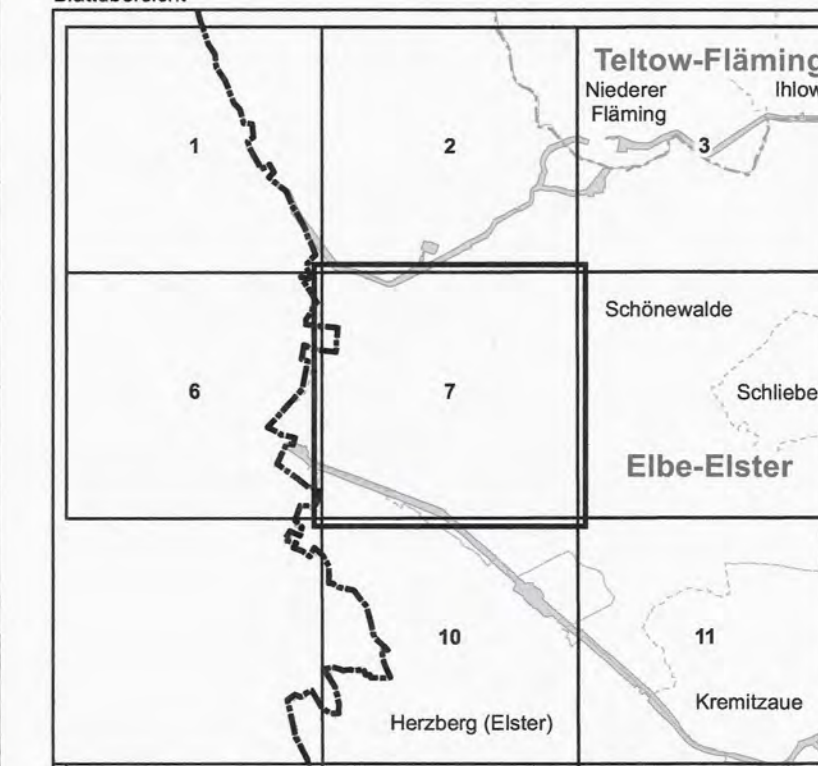 Teltow-Fläming
Niederer
Fläming
Ihlow
1
2
3
Schönewalde
6
7
Schliebe
Elbe-Elster
10
11
Kremitzaue
Herzberg (Elster)